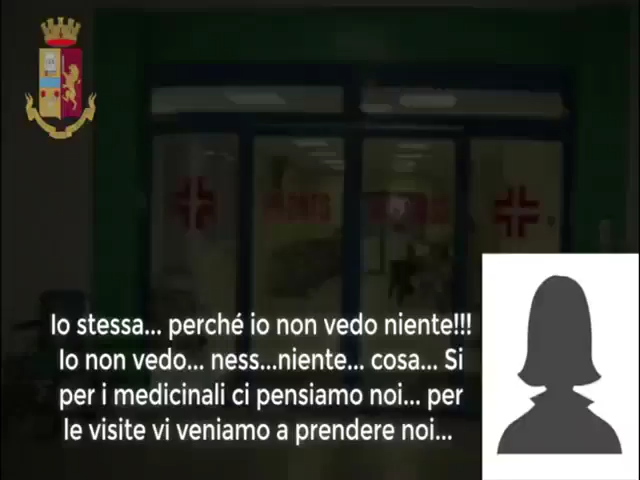 Io stessa... perché io non vedo niente!!!
Io non vedo... ness...niente... cosa... Si
per i medicinali ci pensiamo noi... per
le visite vi veniamo a prendere noi...